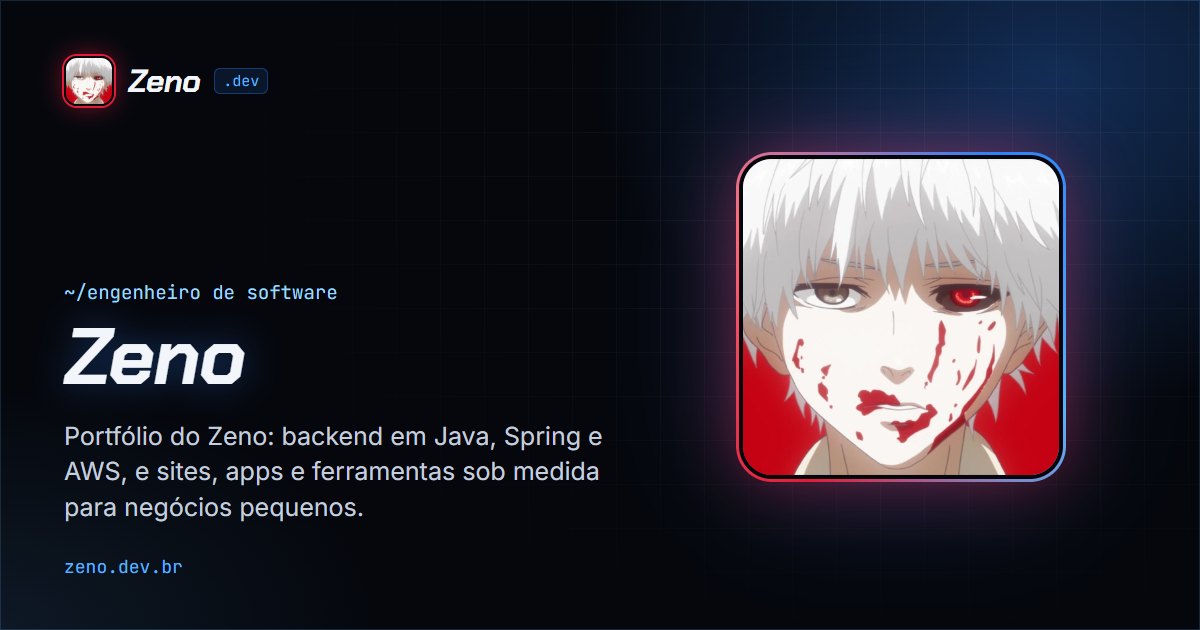 Zeno .dev
~/engenheiro de software
Zeno
Portfólio do Zeno: backend em Java, Spring e
AWS, e sites, apps e ferramentas sob medida
para negócios pequenos.
zeno.dev.br